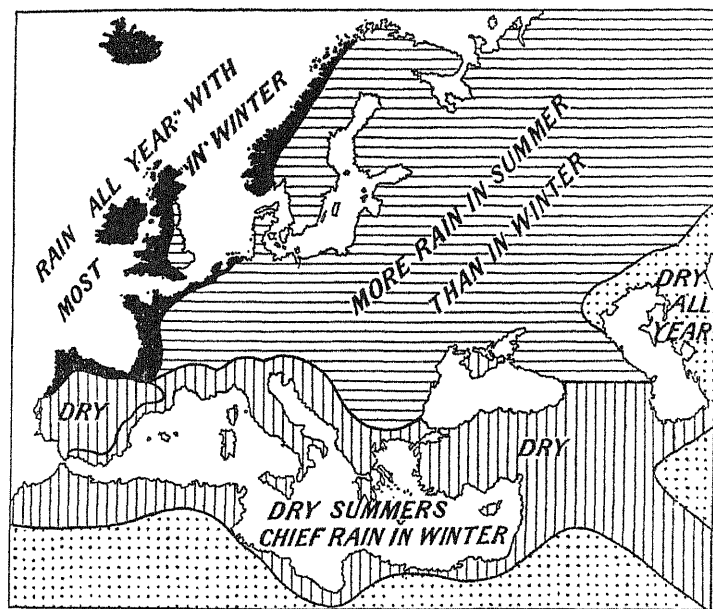 RAIN ALL YEAR" WITH
MOST "IN" WINTER
MORE RAIN IN SUMMER
THAN IN WINTER
DRY
ALL
YEAR
DRY
DRY
DRY SUMMERS
CHIEF RAIN IN WINTER